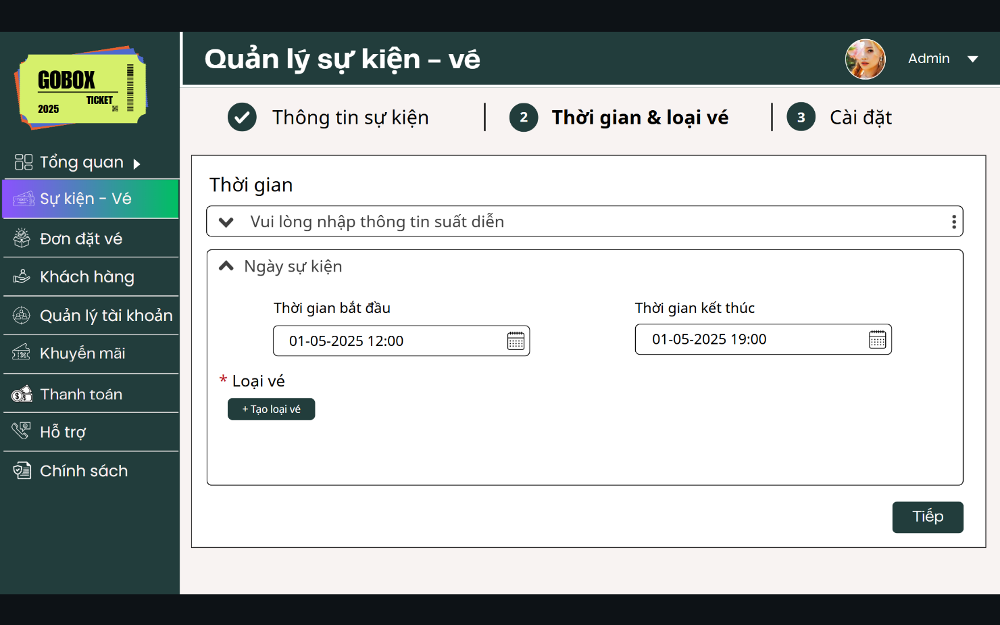 GOBOX
TICKET
2025
Tổng quan
Sự kiện - Vé
Đơn đặt vé
Khách hàng
Quản lý tài khoản
Khuyến mãi
Thanh toán
Hỗ trợ
Chính sách
Quản lý sự kiện – vé
Admin
Thông tin sự kiện
2 Thời gian & loại vé
3 Cài đặt
Thời gian
Vui lòng nhập thông tin suất diễn
Ngày sự kiện
Thời gian bắt đầu
Thời gian kết thúc
01-05-2025 12:00
01-05-2025 19:00
* Loại vé
+ Tạo loại vé
Tiếp